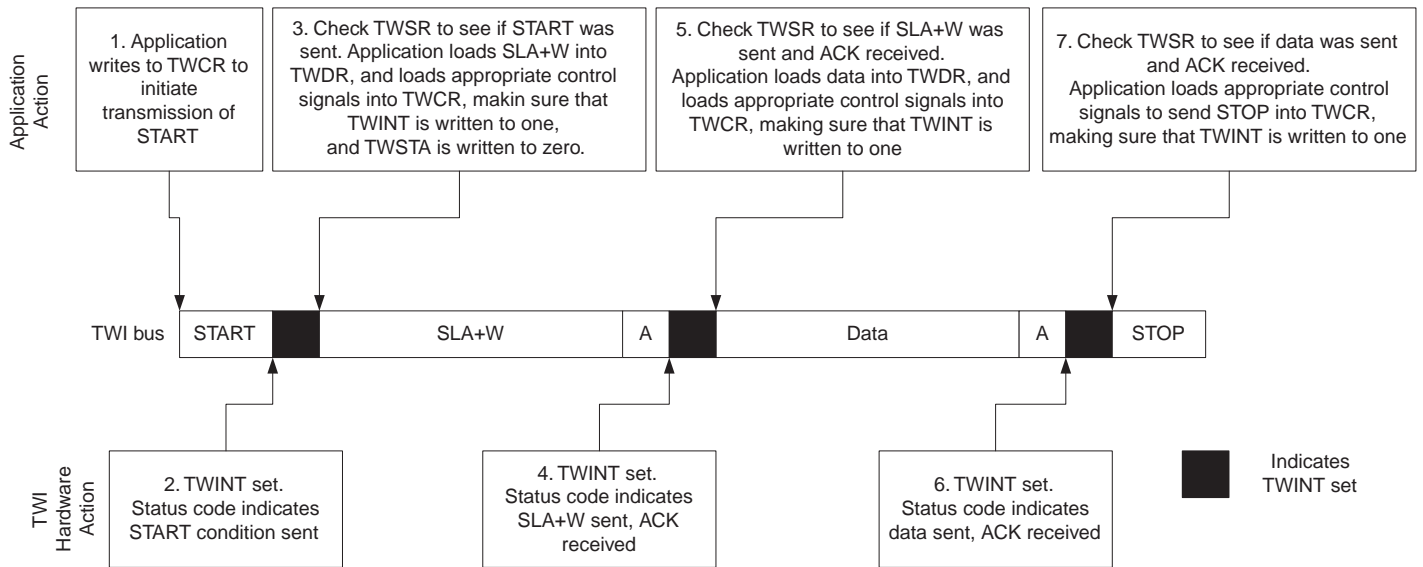 Application
Action
1. Application
writes to TWCR to
initiate
transmission of
START
3. Check TWSR to see if START was
sent. Application loads SLA+W into
TWDR, and loads appropriate control
signals into TWCR, makin sure that
TWINT is written to one,
and TWSTA is written to zero.
5. Check TWSR to see if SLA+W was
sent and ACK received.
Application loads data into TWDR, and
loads appropriate control signals into
TWCR, making sure that TWINT is
written to one
7. Check TWSR to see if data was sent
and ACK received.
Application loads appropriate control
signals to send STOP into TWCR,
making sure that TWINT is written to one
TWI bus
START
SLA+W
A
Data
A
STOP
TWI
Hardware
Action
2. TWINT set.
Status code indicates
START condition sent
4. TWINT set.
Status code indicates
SLA+W sent, ACK
received
6. TWINT set.
Status code indicates
data sent, ACK received
Indicates
TWINT set